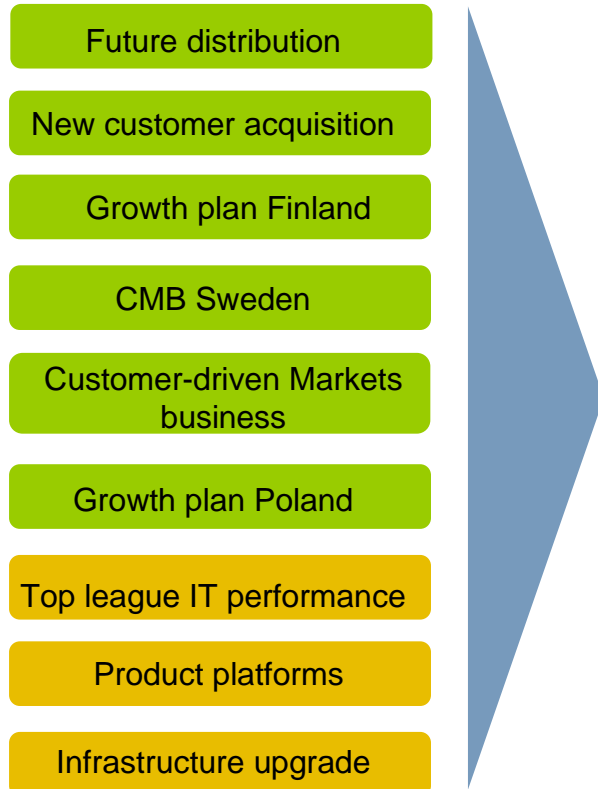 Future distribution
New customer acquisition
Growth plan Finland
CMB Sweden
Customer-driven Markets
business
Growth plan Poland
Top league IT performance
Product platforms
Infrastructure upgrade